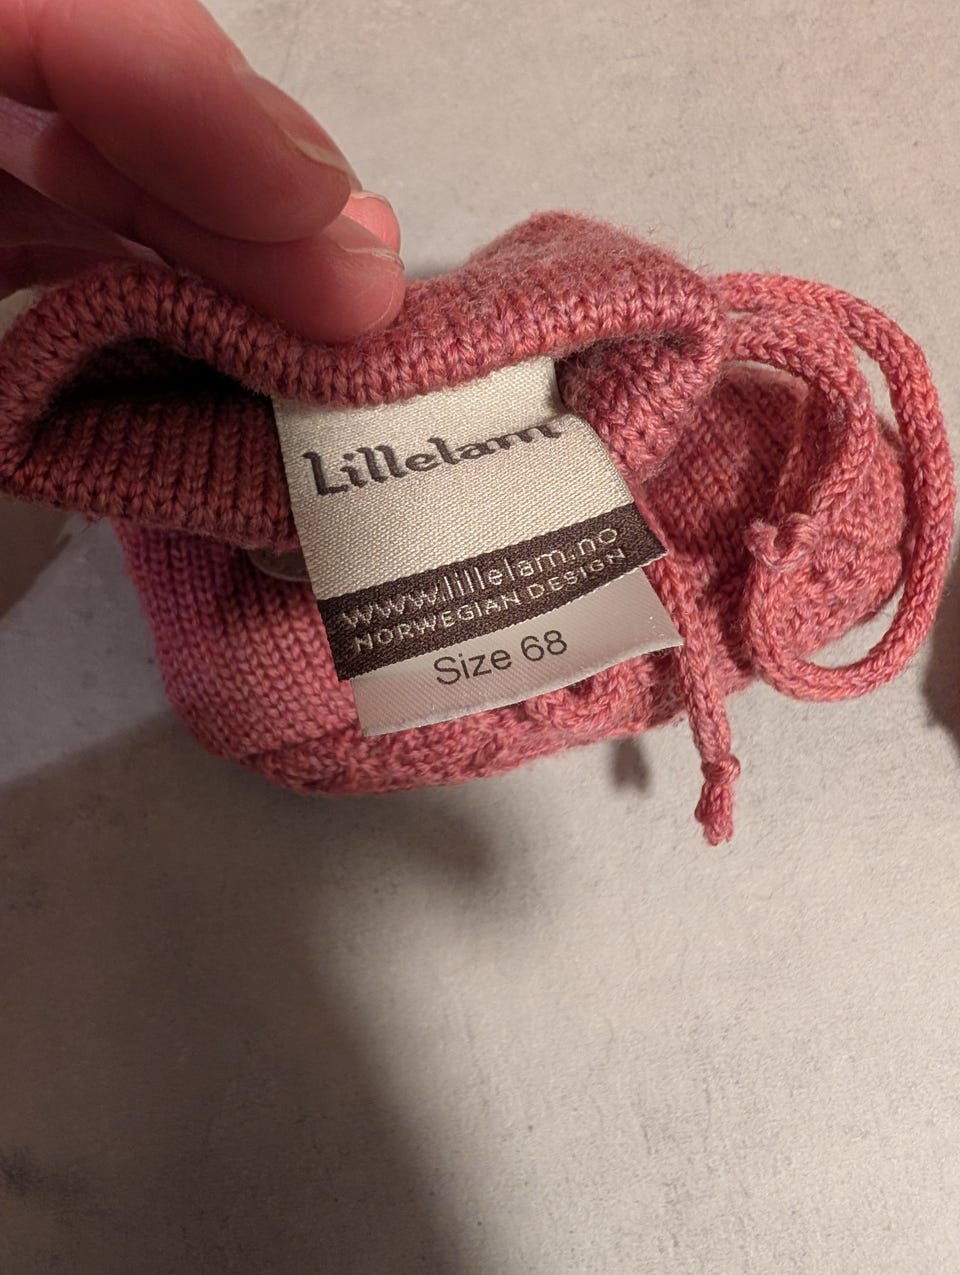 Lillelam
www.lillelam.no
NORWEGIAN DESIGN
Size 68